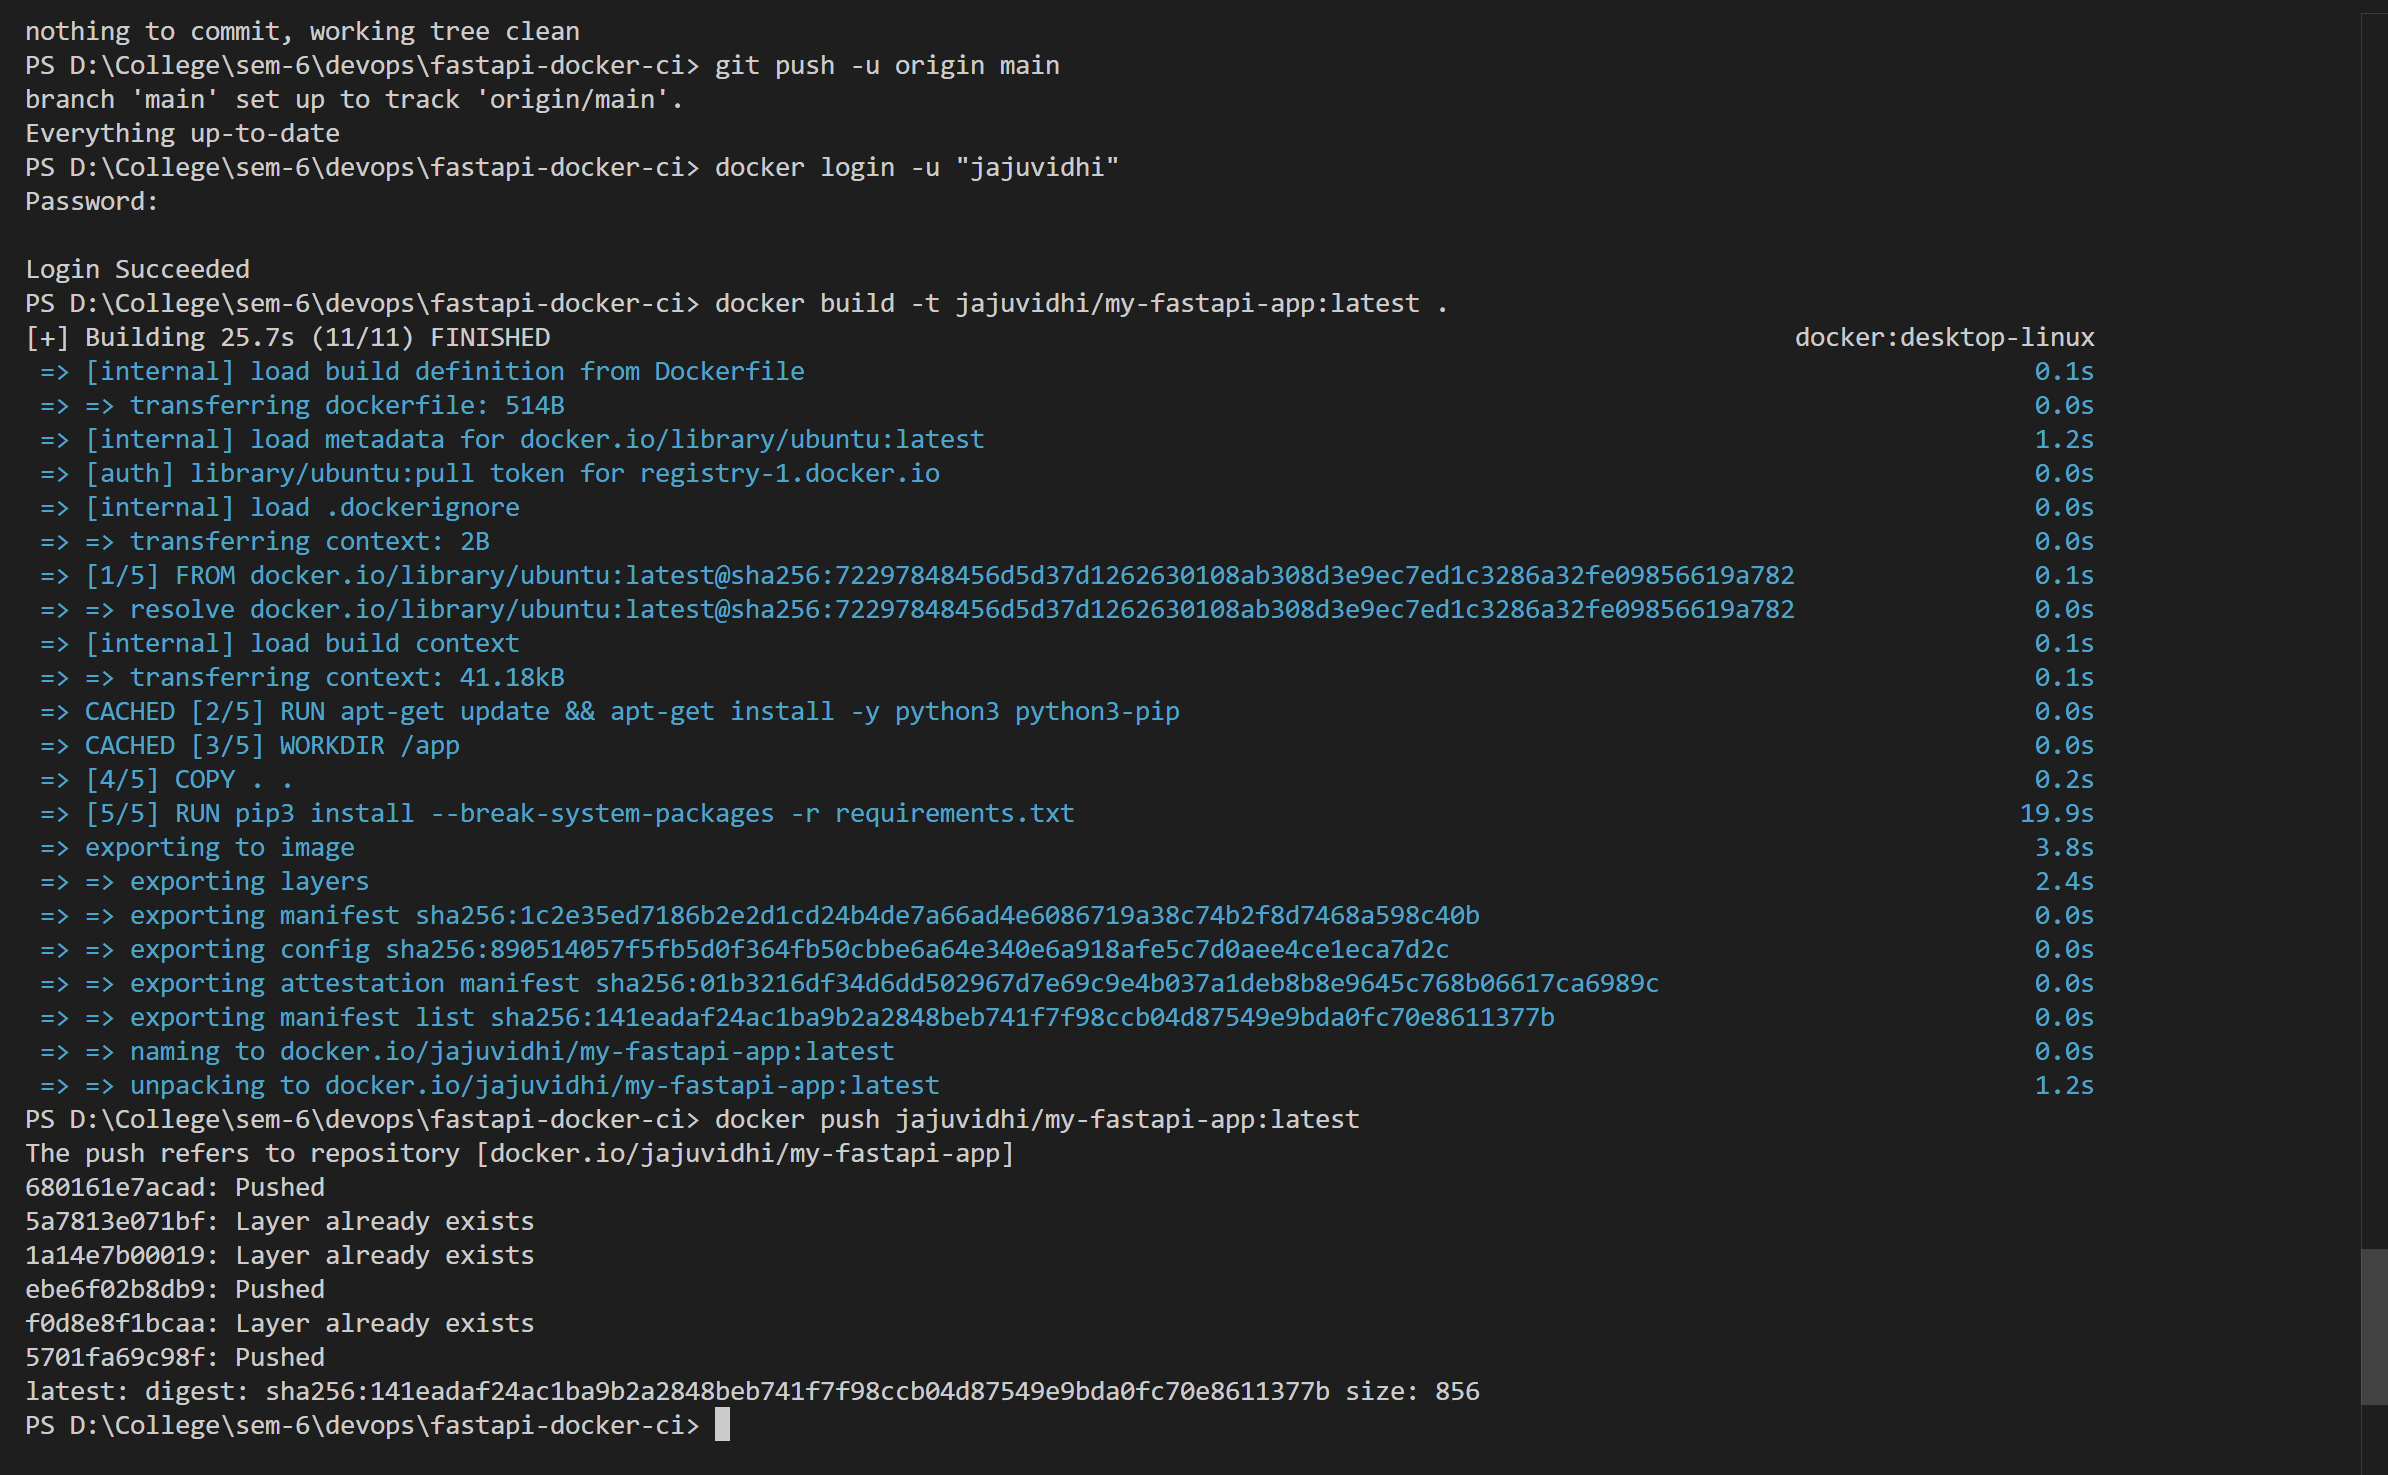 nothing to commit, working tree clean
PS D:\College\sem-6\devops\fastapi-docker-ci> git push -u origin main
branch 'main' set up to track 'origin/main'.
Everything up-to-date
PS D:\College\sem-6\devops\fastapi-docker-ci> docker login -u "jajuvidhi"
Password:
Login Succeeded
PS D:\College\sem-6\devops\fastapi-docker-ci> docker build -t jajuvidhi/my-fastapi-app:latest .
[+] Building 25.7s (11/11) FINISHED docker:desktop-linux
=> [internal] load build definition from Dockerfile 0.1s
=> => transferring dockerfile: 514B 0.0s
=> [internal] load metadata for docker.io/library/ubuntu:latest 1.2s
=> [auth] library/ubuntu:pull token for registry-1.docker.io 0.0s
=> [internal] load .dockerignore 0.0s
=> => transferring context: 2B 0.0s
=> [1/5] FROM docker.io/library/ubuntu:latest@sha256:72297848456d5d37d1262630108ab308d3e9ec7ed1c3286a32fe09856619a782 0.1s
=> => resolve docker.io/library/ubuntu:latest@sha256:72297848456d5d37d1262630108ab308d3e9ec7ed1c3286a32fe09856619a782 0.0s
=> [internal] load build context 0.1s
=> => transferring context: 41.18kB 0.1s
=> CACHED [2/5] RUN apt-get update && apt-get install -y python3 python3-pip 0.0s
=> CACHED [3/5] WORKDIR /app 0.0s
=> [4/5] COPY . . 0.2s
=> [5/5] RUN pip3 install --break-system-packages -r requirements.txt 19.9s
=> exporting to image 3.8s
=> => exporting layers 2.4s
=> => exporting manifest sha256:1c2e35ed7186b2e2d1cd24b4de7a66ad4e6086719a38c74b2f8d7468a598c40b 0.0s
=> => exporting config sha256:890514057f5fb5d0f364fb50cbbe6a64e340e6a918afe5c7d0aee4ce1eca7d2c 0.0s
=> => exporting attestation manifest sha256:01b3216df34d6dd502967d7e69c9e4b037a1deb8b8e9645c768b06617ca6989c 0.0s
=> => exporting manifest list sha256:141eadaf24ac1ba9b2a2848beb741f7f98ccb04d87549e9bda0fc70e8611377b 0.0s
=> => naming to docker.io/jajuvidhi/my-fastapi-app:latest 0.0s
=> => unpacking to docker.io/jajuvidhi/my-fastapi-app:latest 1.2s
PS D:\College\sem-6\devops\fastapi-docker-ci> docker push jajuvidhi/my-fastapi-app:latest
The push refers to repository [docker.io/jajuvidhi/my-fastapi-app]
680161e7acad: Pushed
5a7813e071bf: Layer already exists
1a14e7b00019: Layer already exists
ebe6f02b8db9: Pushed
f0d8e8f1bcaa: Layer already exists
5701fa69c98f: Pushed
latest: digest: sha256:141eadaf24ac1ba9b2a2848beb741f7f98ccb04d87549e9bda0fc70e8611377b size: 856
PS D:\College\sem-6\devops\fastapi-docker-ci>